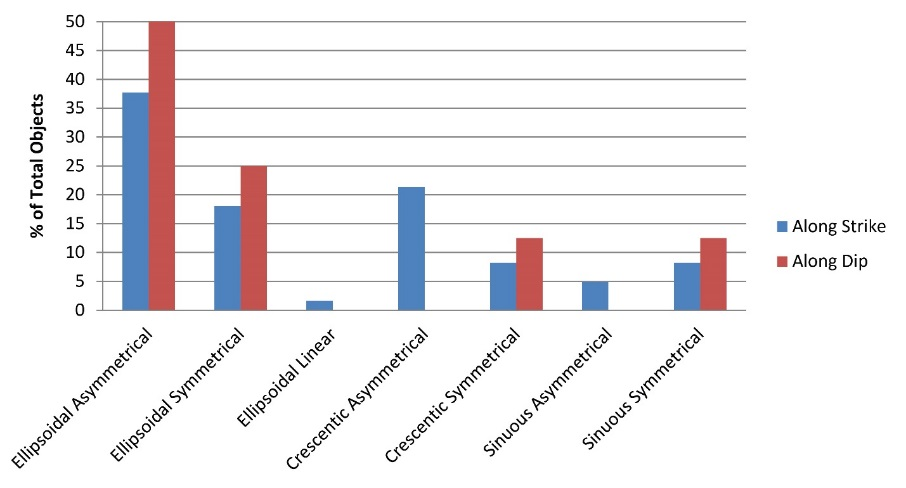 50
45
40
35
30
25
20
15
10
5
0
% of Total Objects
Ellipsoidal Asymmetrical
Ellipsoidal Symmetrical
Ellipsoidal Linear
Crescentic Asymmetrical
Crescentic Symmetrical
Sinuous Asymmetrical
Sinuous Symmetrical
Along Strike
Along Dip